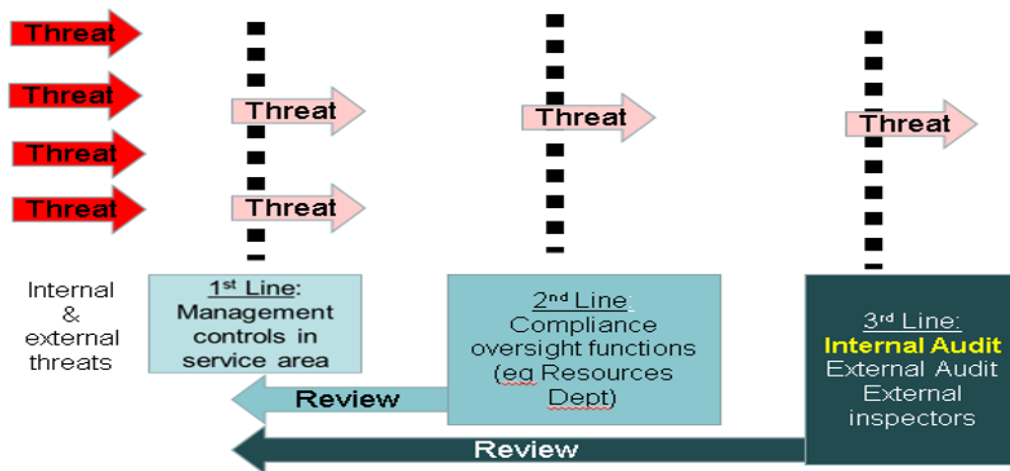 Threat
Threat
Threat
Threat
Threat
Threat
Threat
Threat
Internal
&
external
threats
1st Line:
Management
controls in
service area
2nd Line:
Compliance
oversight functions
(eg Resources
Dept)
3rd Line:
Internal Audit
External Audit
External
inspectors
Review
Review